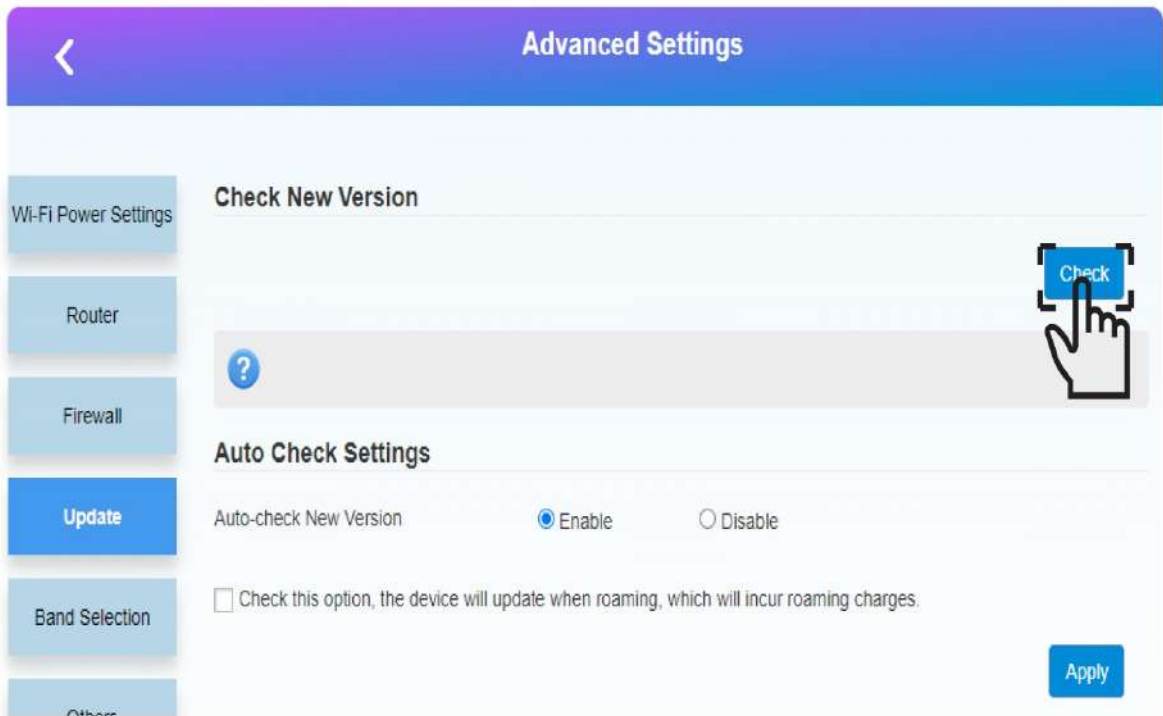 Advanced Settings
Wi-Fi Power Settings
Router
Firewall
Update
Band Selection
Others
Check New Version
Check
?
Auto Check Settings
Auto-check New Version
Enable
Disable
Check this option, the device will update when roaming, which will incur roaming charges.
Apply